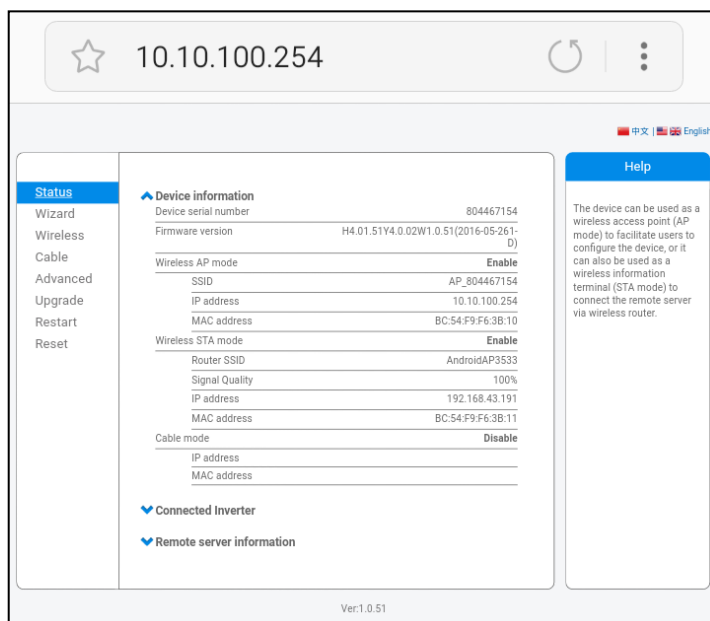 10.10.100.254
中文 | English
Help
Status
Wizard
Wireless
Cable
Advanced
Upgrade
Restart
Reset
Device information
Device serial number 804467154
Firmware version H4.01.51Y4.0.02W1.0.51(2016-05-261-
D)
Wireless AP mode Enable
SSID AP_804467154
IP address 10.10.100.254
MAC address BC:54:F9:F6:3B:10
Wireless STA mode Enable
Router SSID AndroidAP3533
Signal Quality 100%
IP address 192.168.43.191
MAC address BC:54:F9:F6:3B:11
Cable mode Disable
IP address
MAC address
Connected Inverter
Remote server information
The device can be used as a
wireless access point (AP
mode) to facilitate users to
configure the device, or it
can also be used as a
wireless information
terminal (STA mode) to
connect the remote server
via wireless router.
Ver:1.0.51